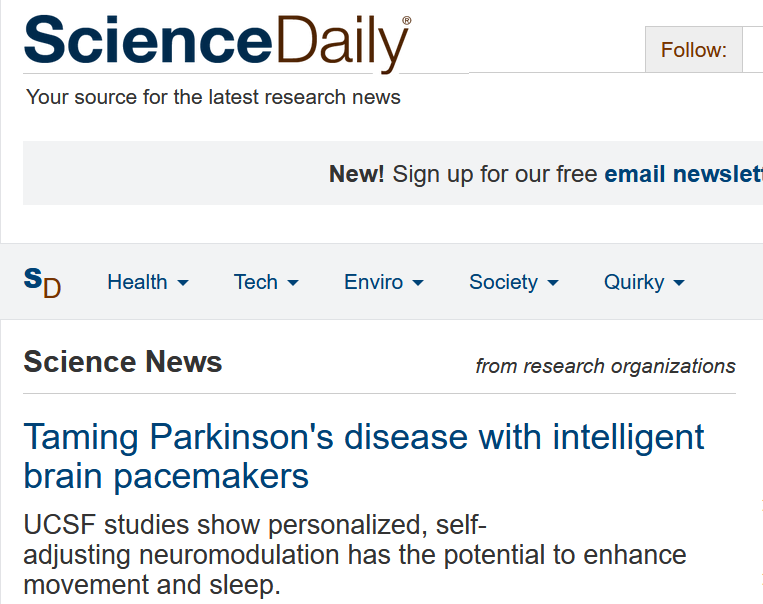 ScienceDaily®
Follow:
Your source for the latest research news
New! Sign up for our free email newslett
SD
Health
Tech
Enviro
Society
Quirky
Science News
from research organizations
Taming Parkinson's disease with intelligent
brain pacemakers
UCSF studies show personalized, self-
adjusting neuromodulation has the potential to enhance
movement and sleep.